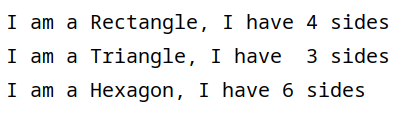 I am a Rectangle, I have 4 sides
I am a Triangle, I have  3 sides
I am a Hexagon, I have 6 sides